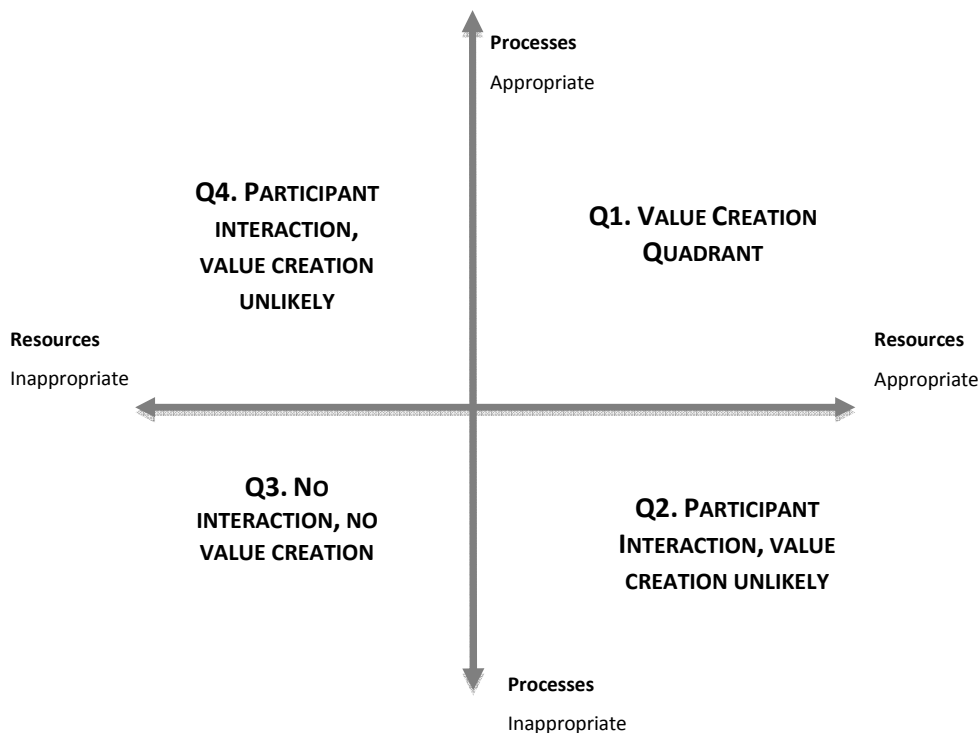 Processes
Appropriate
Q4. PARTICIPANT
INTERACTION,
VALUE CREATION
UNLIKELY
Q1. VALUE CREATION
QUADRANT
Resources
Inappropriate
Resources
Appropriate
Q3. NO
INTERACTION, NO
VALUE CREATION
Q2. PARTICIPANT
INTERACTION, VALUE
CREATION UNLIKELY
Processes
Inappropriate